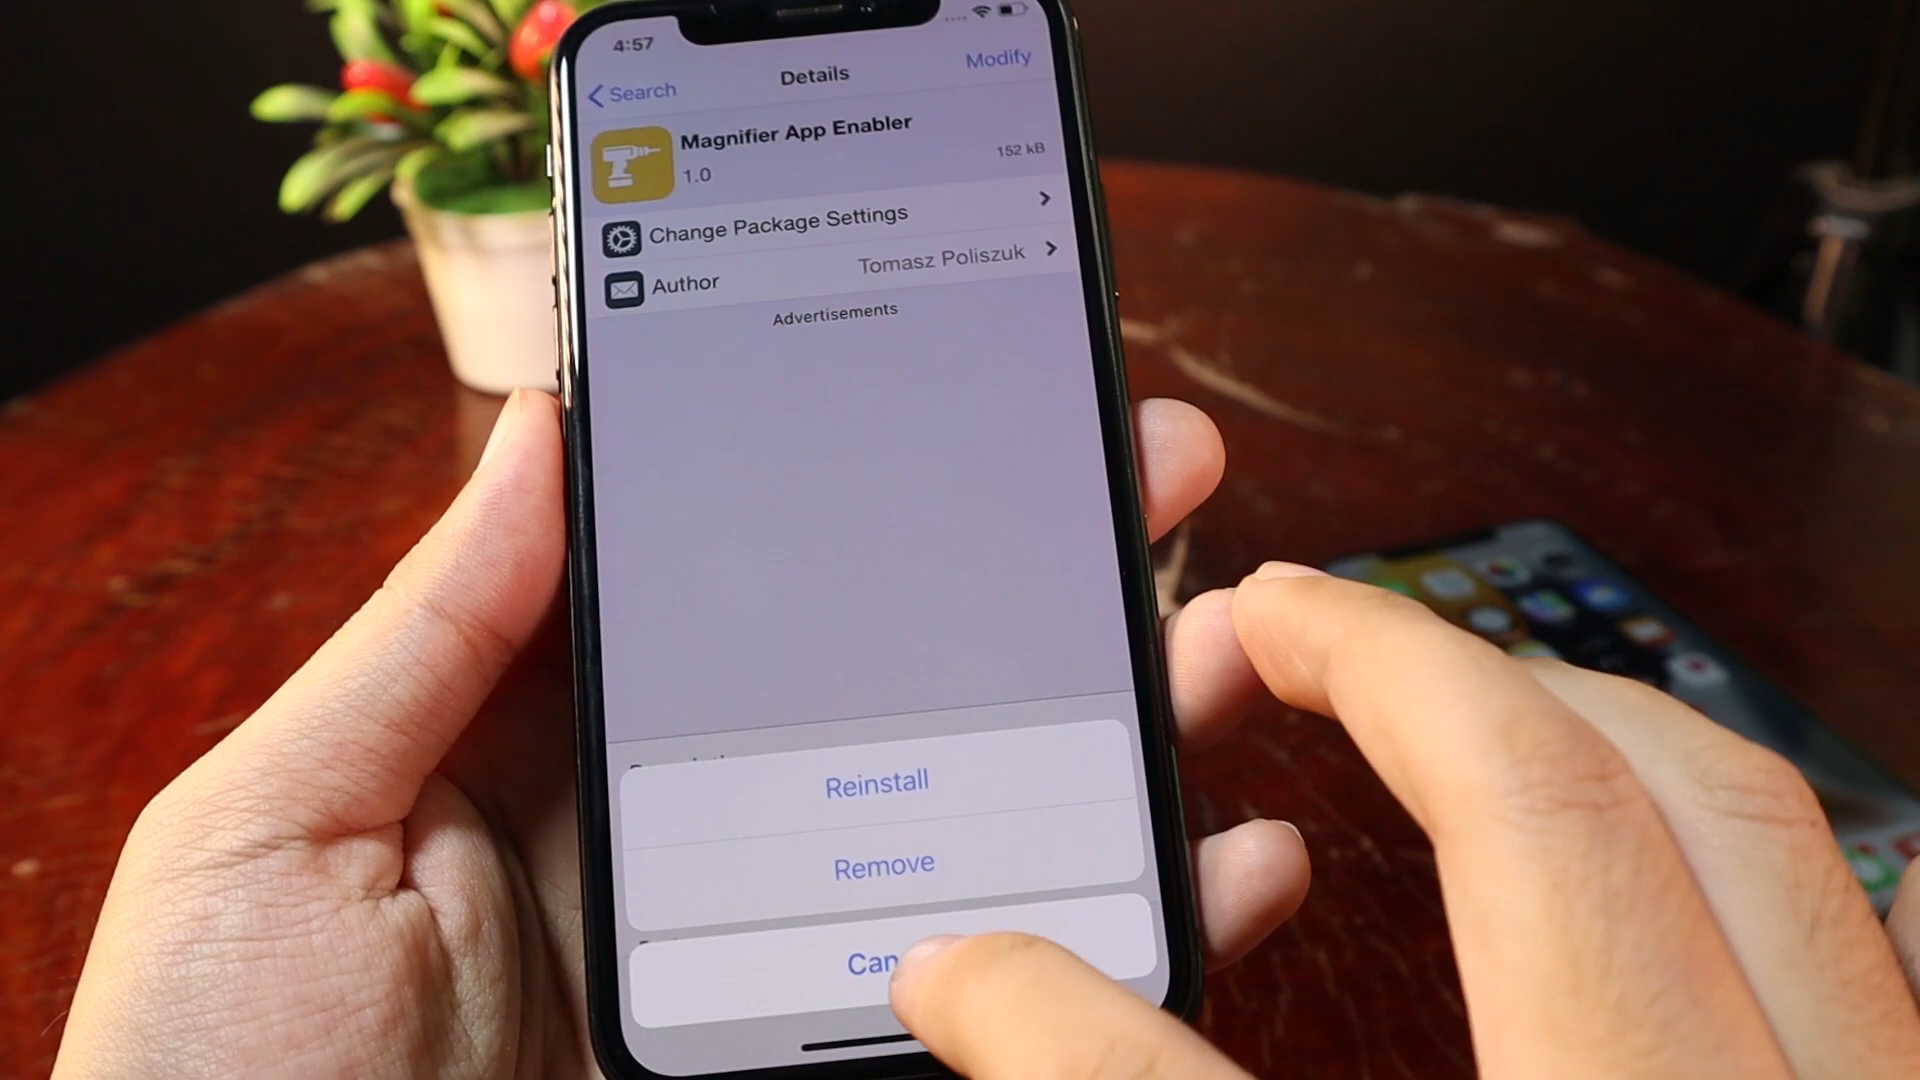 4:57
Search
Details
Modify
Magnifier App Enabler
1.0
152 kB
Change Package Settings
Author
Tomasz Poliszuk
Advertisements
Reinstall
Remove
Can